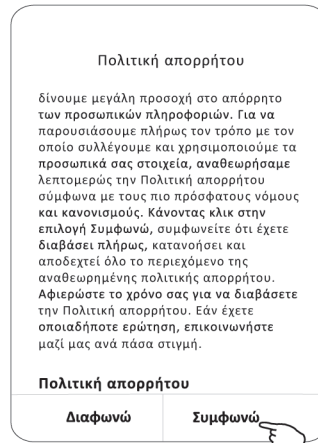 Πολιτική απορρήτου
δίνουμε μεγάλη προσοχή στο απόρρητο
των προσωπικών πληροφοριών. Για να
παρουσιάσουμε πλήρως τον τρόπο με τον
οποίο συλλέγουμε και χρησιμοποιούμε τα
προσωπικά σας στοιχεία, αναθεωρήσαμε
λεπτομερώς την Πολιτική απορρήτου
σύμφωνα με τους πιο πρόσφατους νόμους
και κανονισμούς. Κάνοντας κλικ στην
επιλογή Συμφωνώ, συμφωνείτε ότι έχετε
διαβάσει πλήρως, κατανοήσει και
αποδεχτεί όλο το περιεχόμενο της
αναθεωρημένης πολιτικής απορρήτου.
Αφιερώστε το χρόνο σας για να διαβάσετε
την Πολιτική απορρήτου. Εάν έχετε
οποιαδήποτε ερώτηση, επικοινωνήστε
μαζί μας ανά πάσα στιγμή.
Πολιτική απορρήτου
Διαφωνώ Συμφωνώ